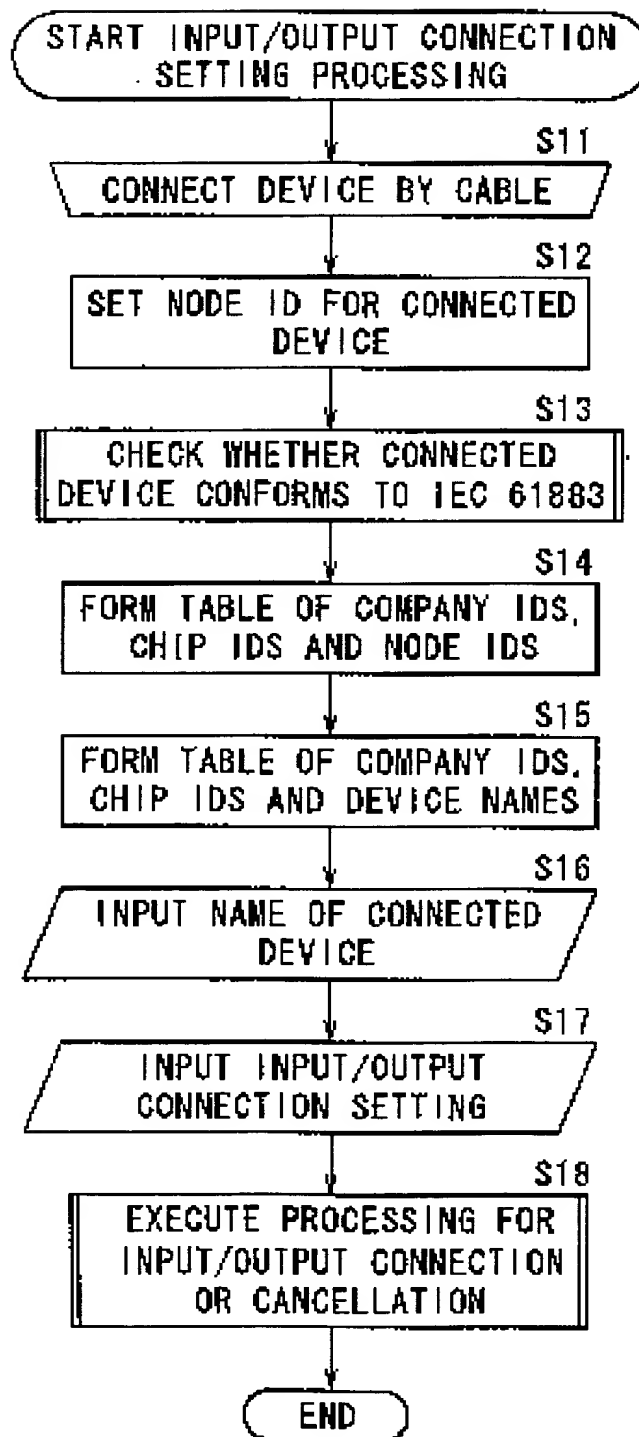 START INPUT/OUTPUT CONNECTION
SETTING PROCESSING
S11
CONNECT DEVICE BY CABLE
S12
SET NODE ID FOR CONNECTED
DEVICE
S13
CHECK WHETHER CONNECTED
DEVICE CONFORMS TO IEC 61883
S14
FORM TABLE OF COMPANY IDS,
CHIP IDS AND NODE IDS
S15
FORM TABLE OF COMPANY IDS,
CHIP IDS AND DEVICE NAMES
S16
INPUT NAME OF CONNECTED
DEVICE
S17
INPUT INPUT/OUTPUT
CONNECTION SETTING
S18
EXECUTE PROCESSING FOR
INPUT/OUTPUT CONNECTION
OR CANCELLATION
END